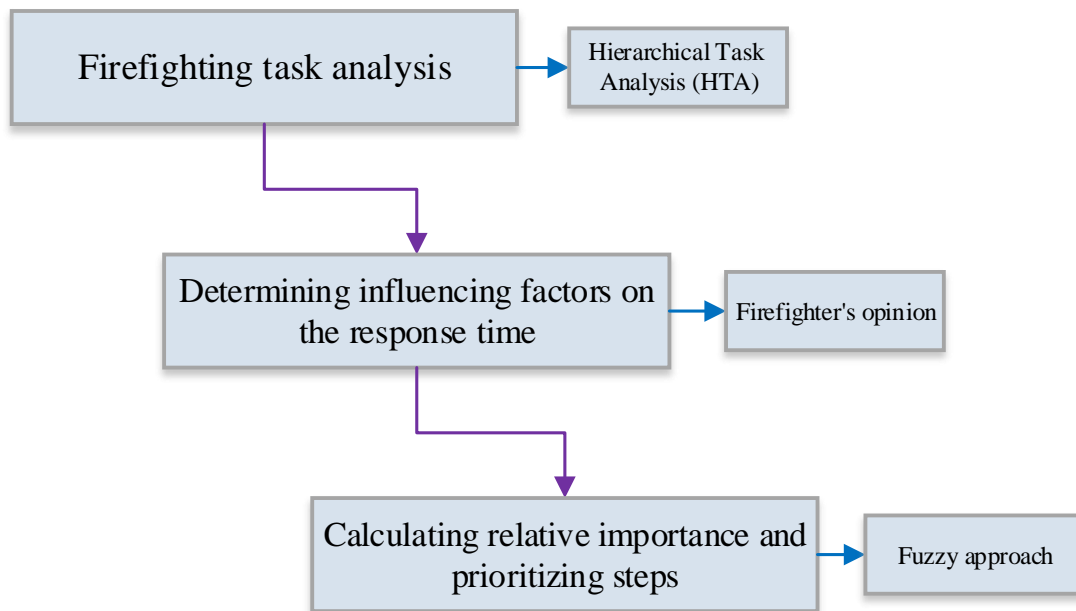 Firefighting task analysis
Hierarchical Task
Analysis (HTA)
Determining influencing factors on
the response time
Firefighter's opinion
Calculating relative importance and
prioritizing steps
Fuzzy approach